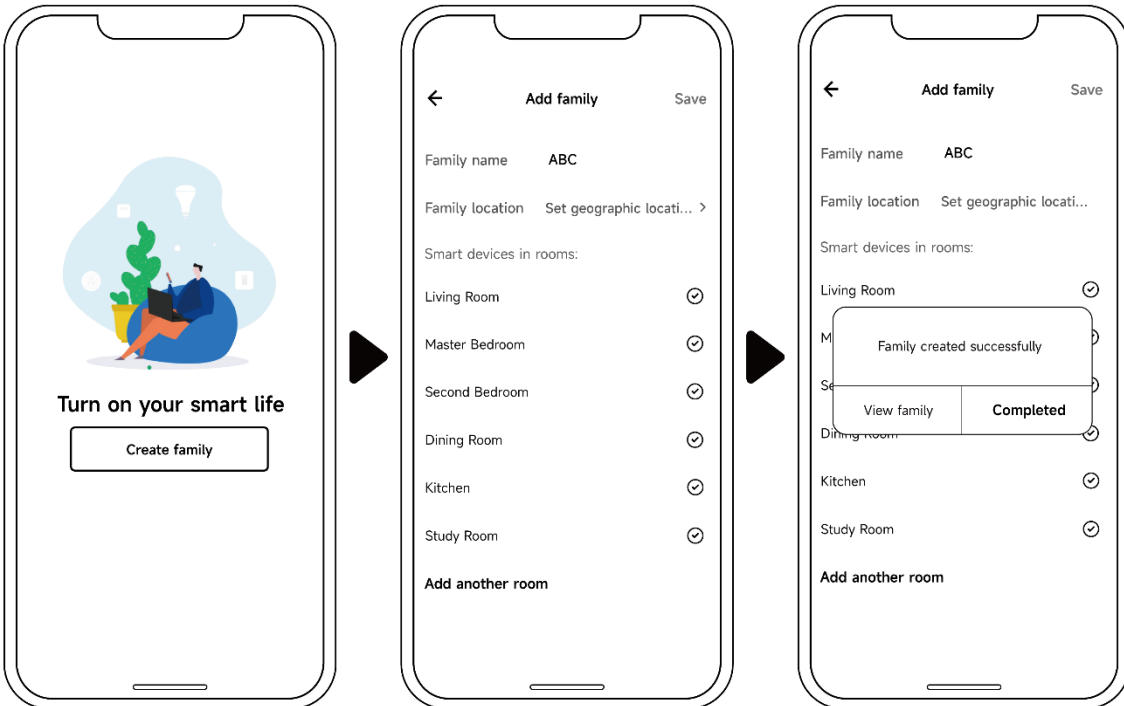 Turn on your smart life
Create family
Add family
Save
Family name ABC
Family location Set geographic locati...
Smart devices in rooms:
Living Room
Master Bedroom
Second Bedroom
Dining Room
Kitchen
Study Room
Add another room
Add family
Save
Family name ABC
Family location Set geographic locati...
Smart devices in rooms:
Living Room
M
Family created successfully
Se
View family Completed
Dining Room
Kitchen
Study Room
Add another room